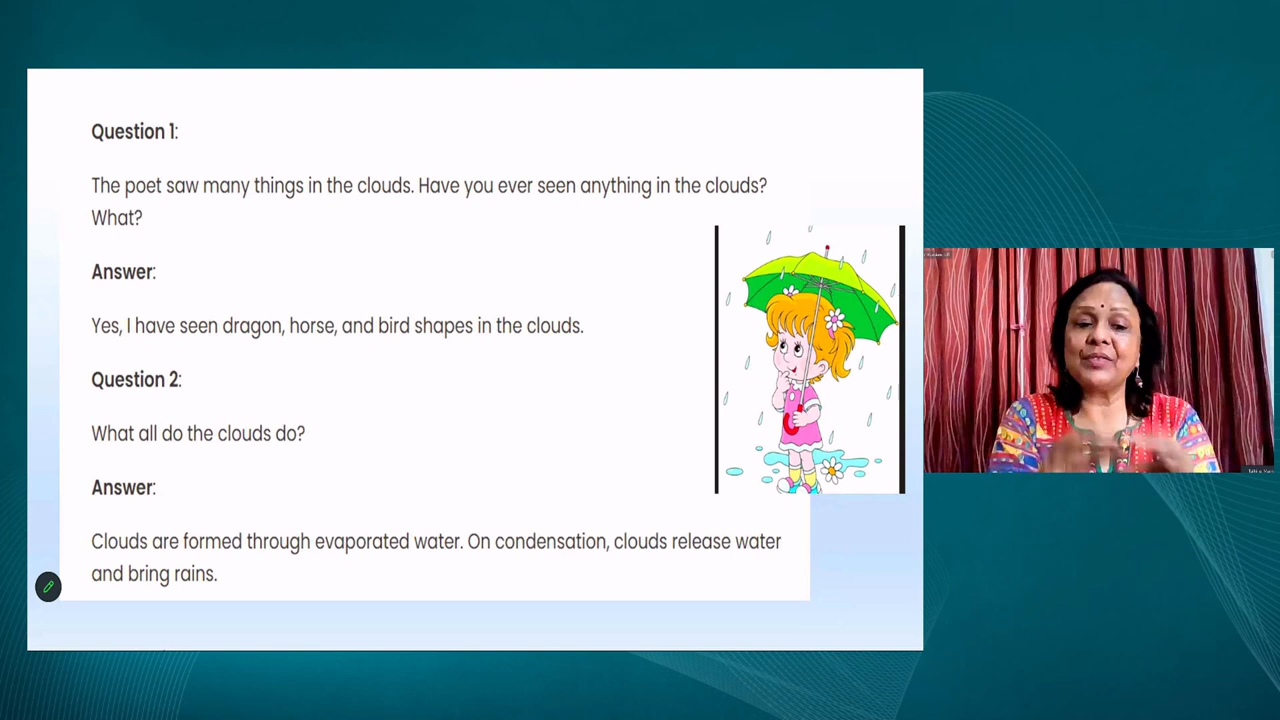 Question 1:
The poet saw many things in the clouds. Have you ever seen anything in the clouds?
What?
Answer:
Yes, I have seen dragon, horse, and bird shapes in the clouds.
Question 2:
What all do the clouds do?
Answer:
Clouds are formed through evaporated water. On condensation, clouds release water
and bring rains.